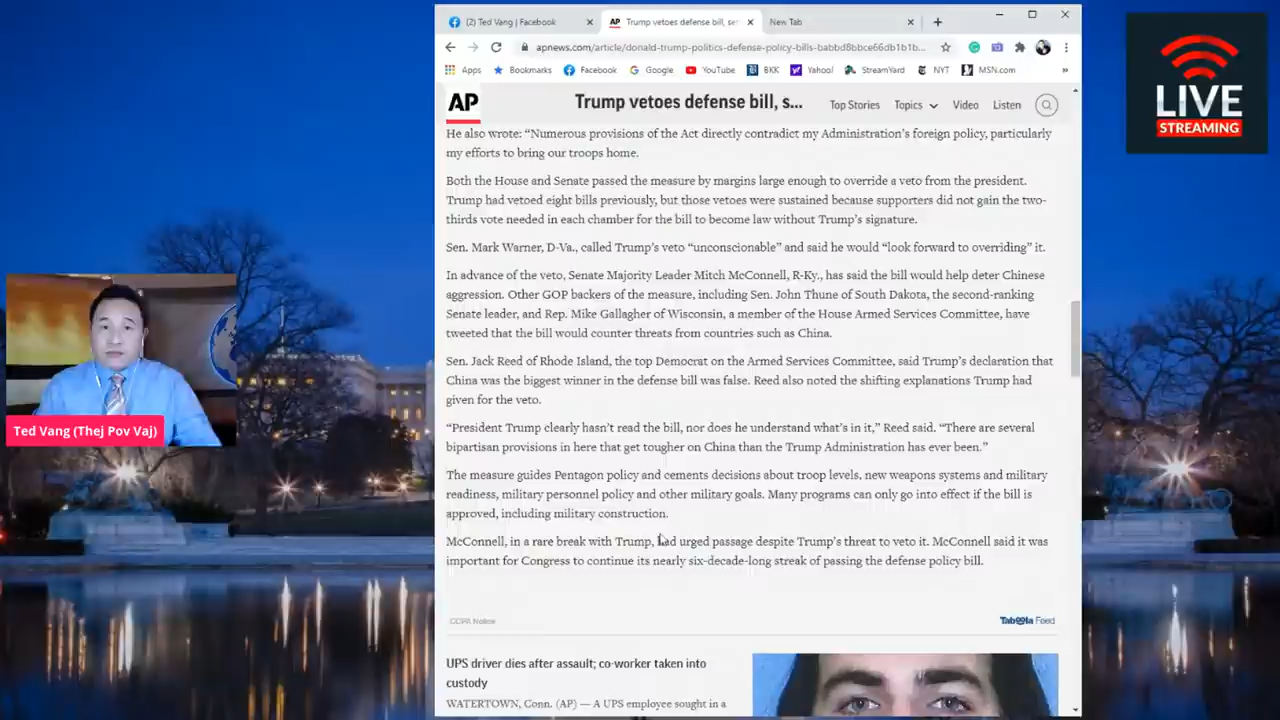 (2) Ted Vang | Facebook
Trump vetoes defense bill, se
New Tab
apnews.com/article/donald-trump-politics-defense-policy-bills-babbd8bbce66db1b1b...
Apps
Bookmarks
Facebook
Google
YouTube
BKK
Yahoo!
StreamYard
NYT
MSN.com
AP
Trump vetoes defense bill, s...
Top Stories
Topics
Video
Listen
He also wrote: “Numerous provisions of the Act directly contradict my Administration’s foreign policy, particularly
my efforts to bring our troops home.
Both the House and Senate passed the measure by margins large enough to override a veto from the president.
Trump had vetoed eight bills previously, but those vetoes were sustained because supporters did not gain the two-
thirds vote needed in each chamber for the bill to become law without Trump’s signature.
Sen. Mark Warner, D-Va., called Trump’s veto “unconscionable” and said he would “look forward to overriding” it.
In advance of the veto, Senate Majority Leader Mitch McConnell, R-Ky., has said the bill would help deter Chinese
aggression. Other GOP backers of the measure, including Sen. John Thune of South Dakota, the second-ranking
Senate leader, and Rep. Mike Gallagher of Wisconsin, a member of the House Armed Services Committee, have
tweeted that the bill would counter threats from countries such as China.
Sen. Jack Reed of Rhode Island, the top Democrat on the Armed Services Committee, said Trump’s declaration that
China was the biggest winner in the defense bill was false. Reed also noted the shifting explanations Trump had
given for the veto.
“President Trump clearly hasn’t read the bill, nor does he understand what’s in it,” Reed said. “There are several
bipartisan provisions in here that get tougher on China than the Trump Administration has ever been.”
The measure guides Pentagon policy and cements decisions about troop levels, new weapons systems and military
readiness, military personnel policy and other military goals. Many programs can only go into effect if the bill is
approved, including military construction.
McConnell, in a rare break with Trump, had urged passage despite Trump’s threat to veto it. McConnell said it was
important for Congress to continue its nearly six-decade-long streak of passing the defense policy bill.
CCPA Notice
Taboola Feed
UPS driver dies after assault; co-worker taken into
custody
WATERTOWN, Conn. (AP) — A UPS employee sought in a
LIVE
STREAMING
Ted Vang (Thej Pov Vaj)